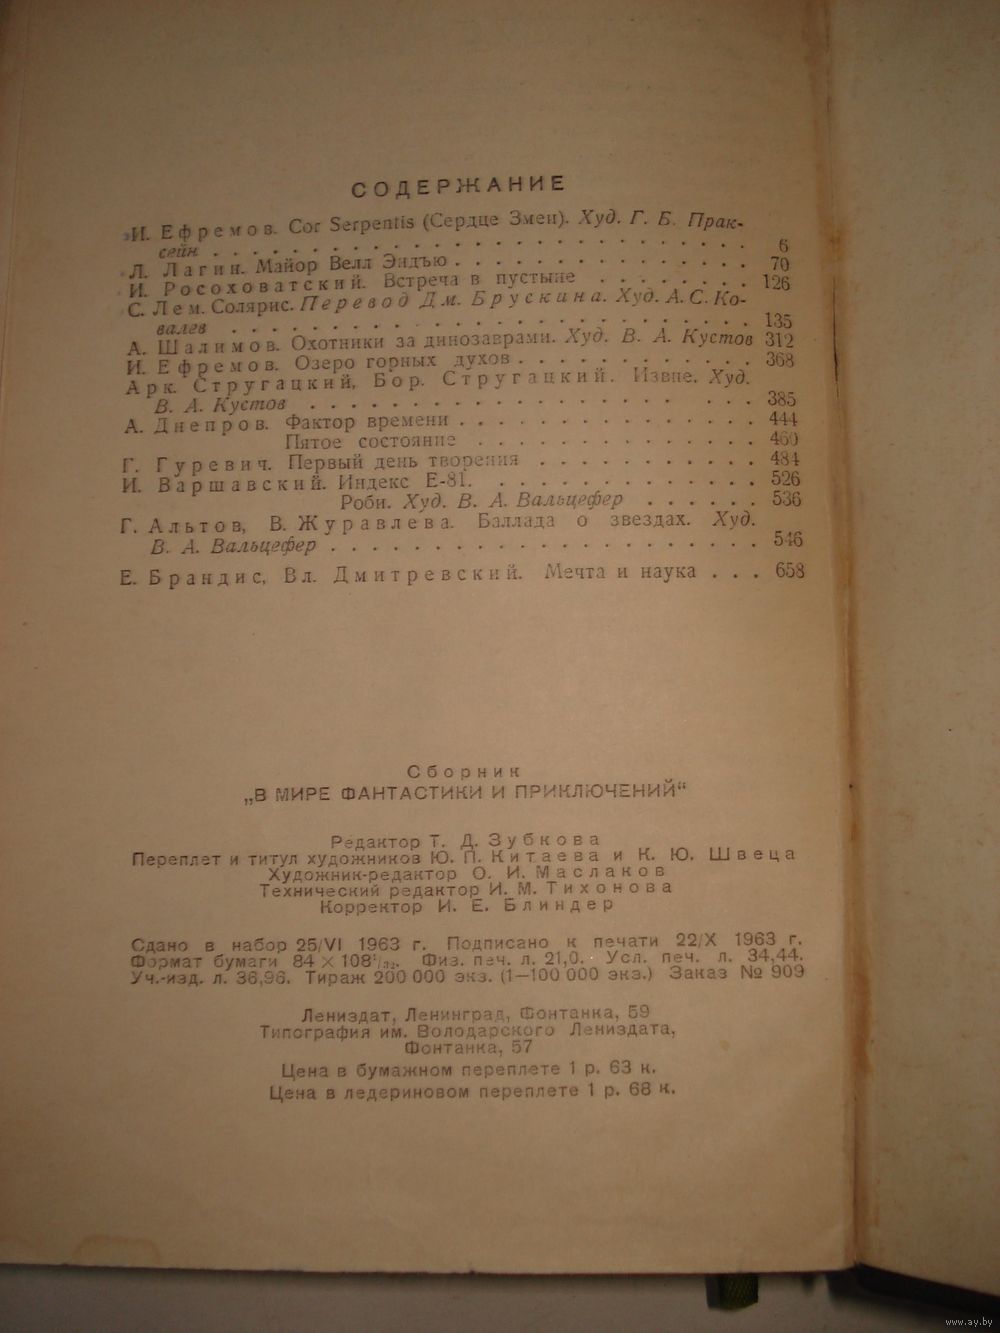 СОДЕРЖАНИЕ
И. Ефремов. Cor Serpentis (Сердце Змеи). Худ. Г. Б. Прак-
сейн . . . . . . . . . . . . . . . . . . . . 6
Л. Лагин. Майор Велл Эндъю . . . . . . . . . . . 70
И. Росоховатский. Встреча в пустыне . . . . . . . . 126
С. Лем. Солярис. Перевод Дм. Брускина. Худ. А. С. Ко-
валев . . . . . . . . . . . . . . . . . . . . 135
А. Шалимов. Охотники за динозаврами. Худ. В. А. Кустов 312
И. Ефремов. Озеро горных духов . . . . . . . . . . 368
Арк. Стругацкий, Бор. Стругацкий. Извне. Худ.
В. А. Кустов . . . . . . . . . . . . . . . . . 385
А. Днепров. Фактор времени . . . . . . . . . . . . 444
Пятое состояние . . . . . . . . . . . 460
Г. Гуревич. Первый день творения . . . . . . . . . 484
И. Варшавский. Индекс Е-81. . . . . . . . . . . . 526
Роби. Худ. В. А. Вальцефер . . . . . . 536
Г. Альтов, В. Журавлева. Баллада о звездах. Худ.
В. А. Вальцефер . . . . . . . . . . . . . . . . 546
Е. Брандис, Вл. Дмитревский. Мечта и наука . . . 658
Сборник
„В МИРЕ ФАНТАСТИКИ И ПРИКЛЮЧЕНИЙ“
Редактор Т. Д. Зубкова
Переплет и титул художников Ю. П. Китаева и К. Ю. Швеца
Художник-редактор О. И. Маслаков
Технический редактор И. М. Тихонова
Корректор И. Е. Блиндер
Сдано в набор 25/VI 1963 г. Подписано к печати 22/X 1963 г.
Формат бумаги 84×108¹/₃₂. Физ. печ. л. 21,0. Усл. печ. л. 34,44.
Уч.-изд. л. 36,96. Тираж 200 000 экз. (1—100 000 экз.) Заказ № 909
Лениздат, Ленинград, Фонтанка, 59
Типография им. Володарского Лениздата,
Фонтанка, 57
Цена в бумажном переплете 1 р. 63 к.
Цена в ледериновом переплете 1 р. 68 к.
www.ay.by